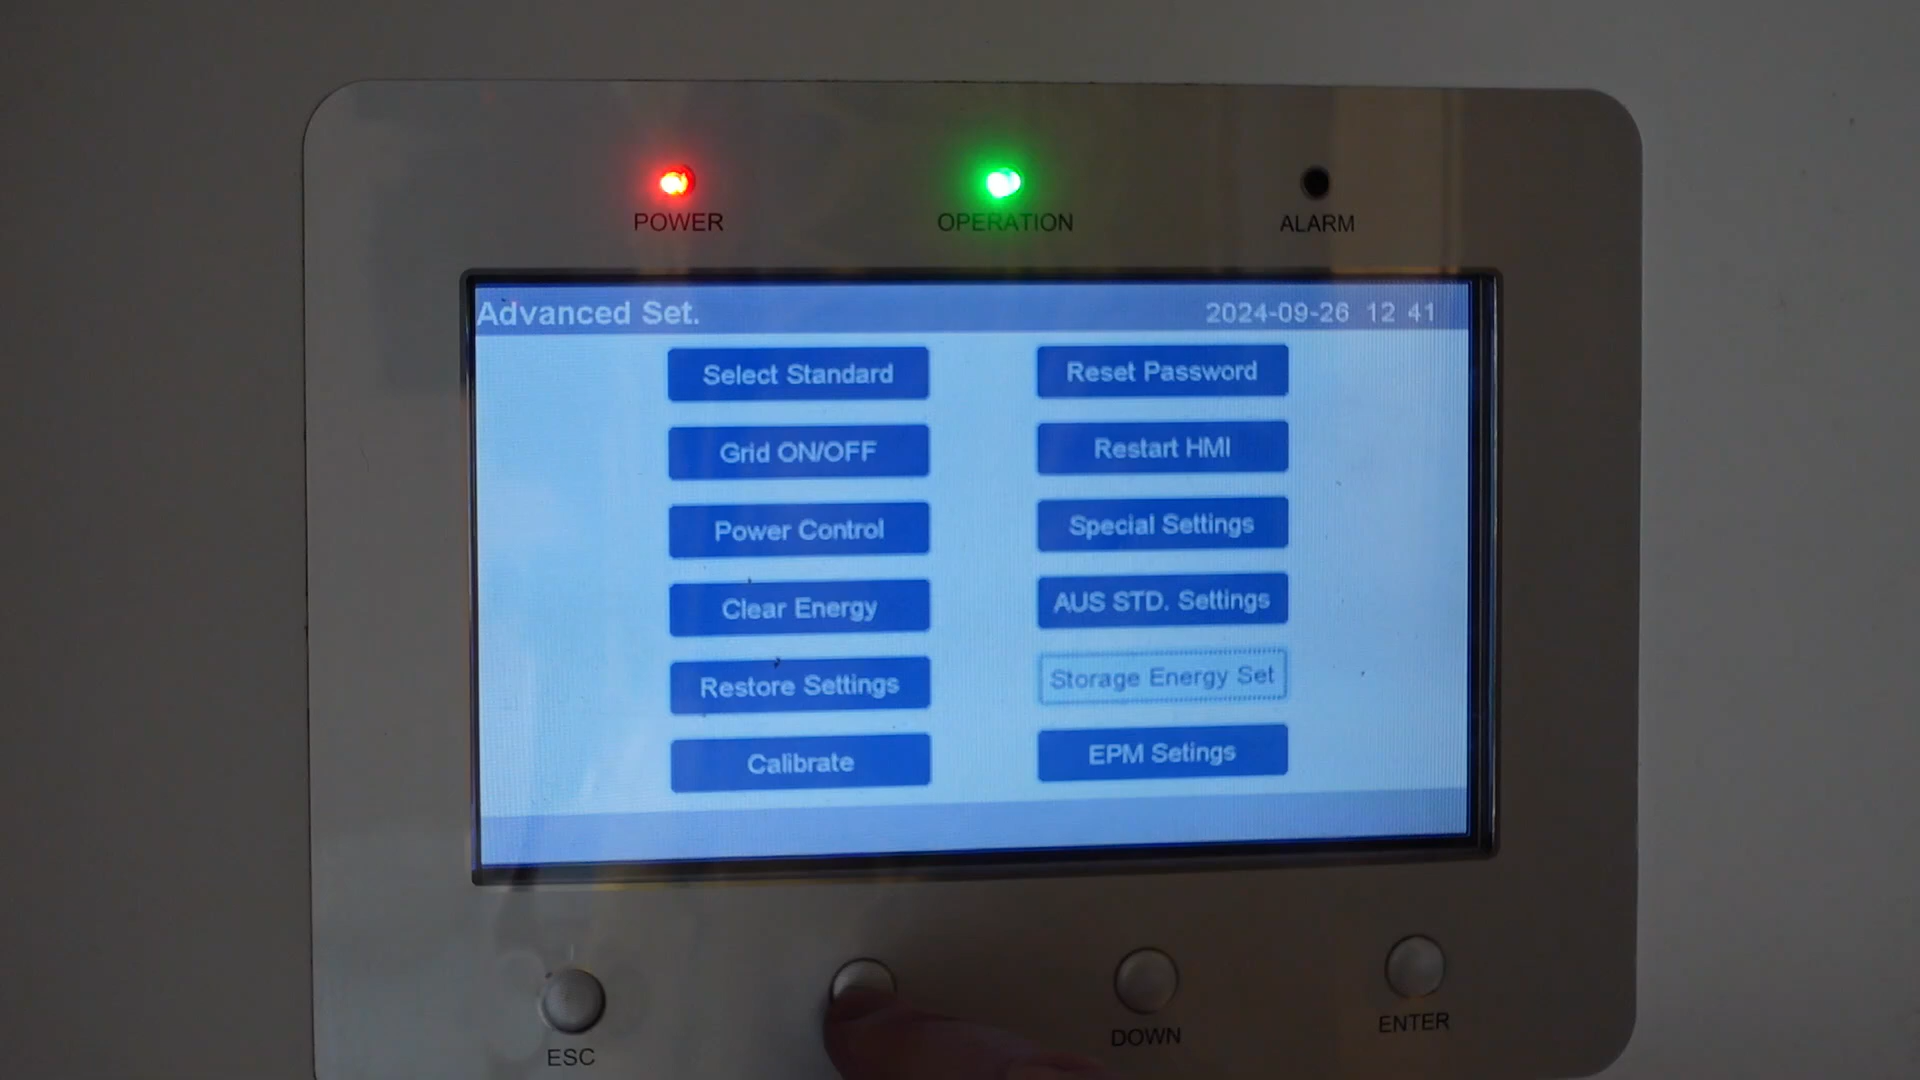 POWER
OPERATION
ALARM
Advanced Set.
2024-09-26 12 41
Select Standard
Reset Password
Grid ON/OFF
Restart HMI
Power Control
Special Settings
Clear Energy
AUS STD. Settings
Restore Settings
Storage Energy Set
Calibrate
EPM Setings
ESC
DOWN
ENTER